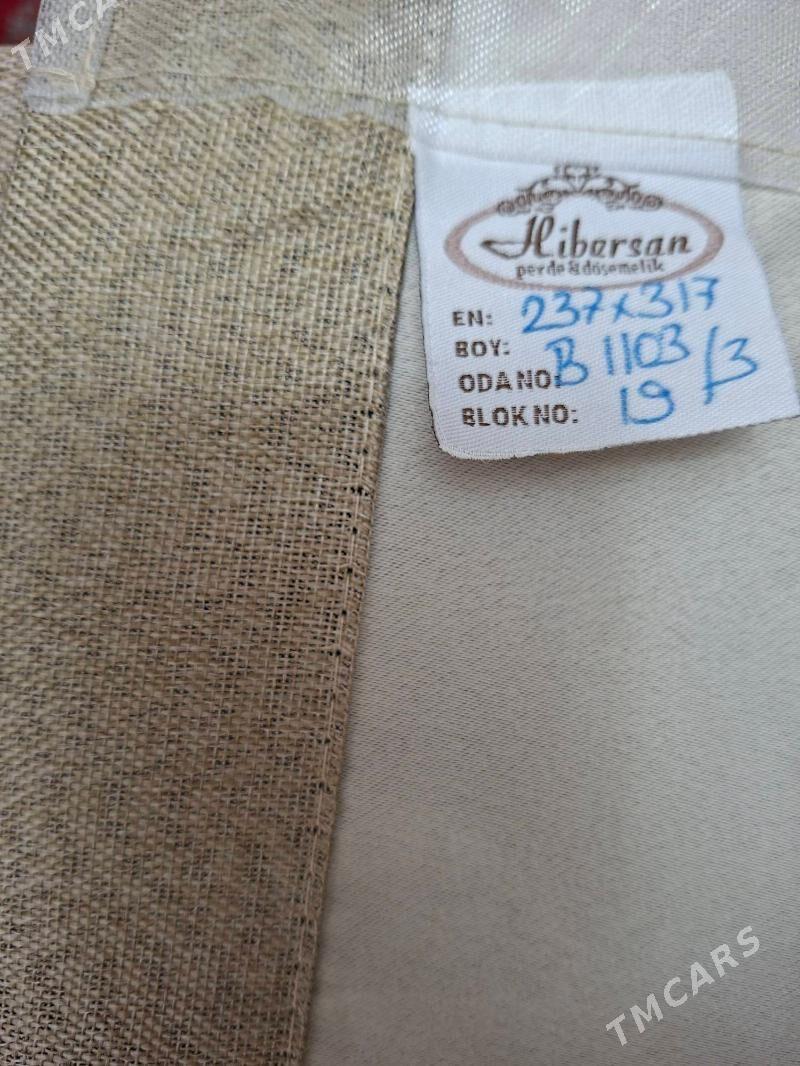 TMCARS
Hibersan
perde & döşemelik
EN: 237x317
BOY:
ODA NO: B 1103
BLOK NO: 19/3
TMCARS